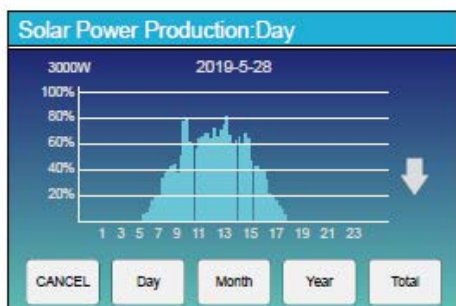 Solar Power Production:Day
3000W 2019-5-28
100%
80%
60%
40%
20%
1 3 5 7 9 11 13 15 17 19 21 23
CANCEL Day Month Year Total